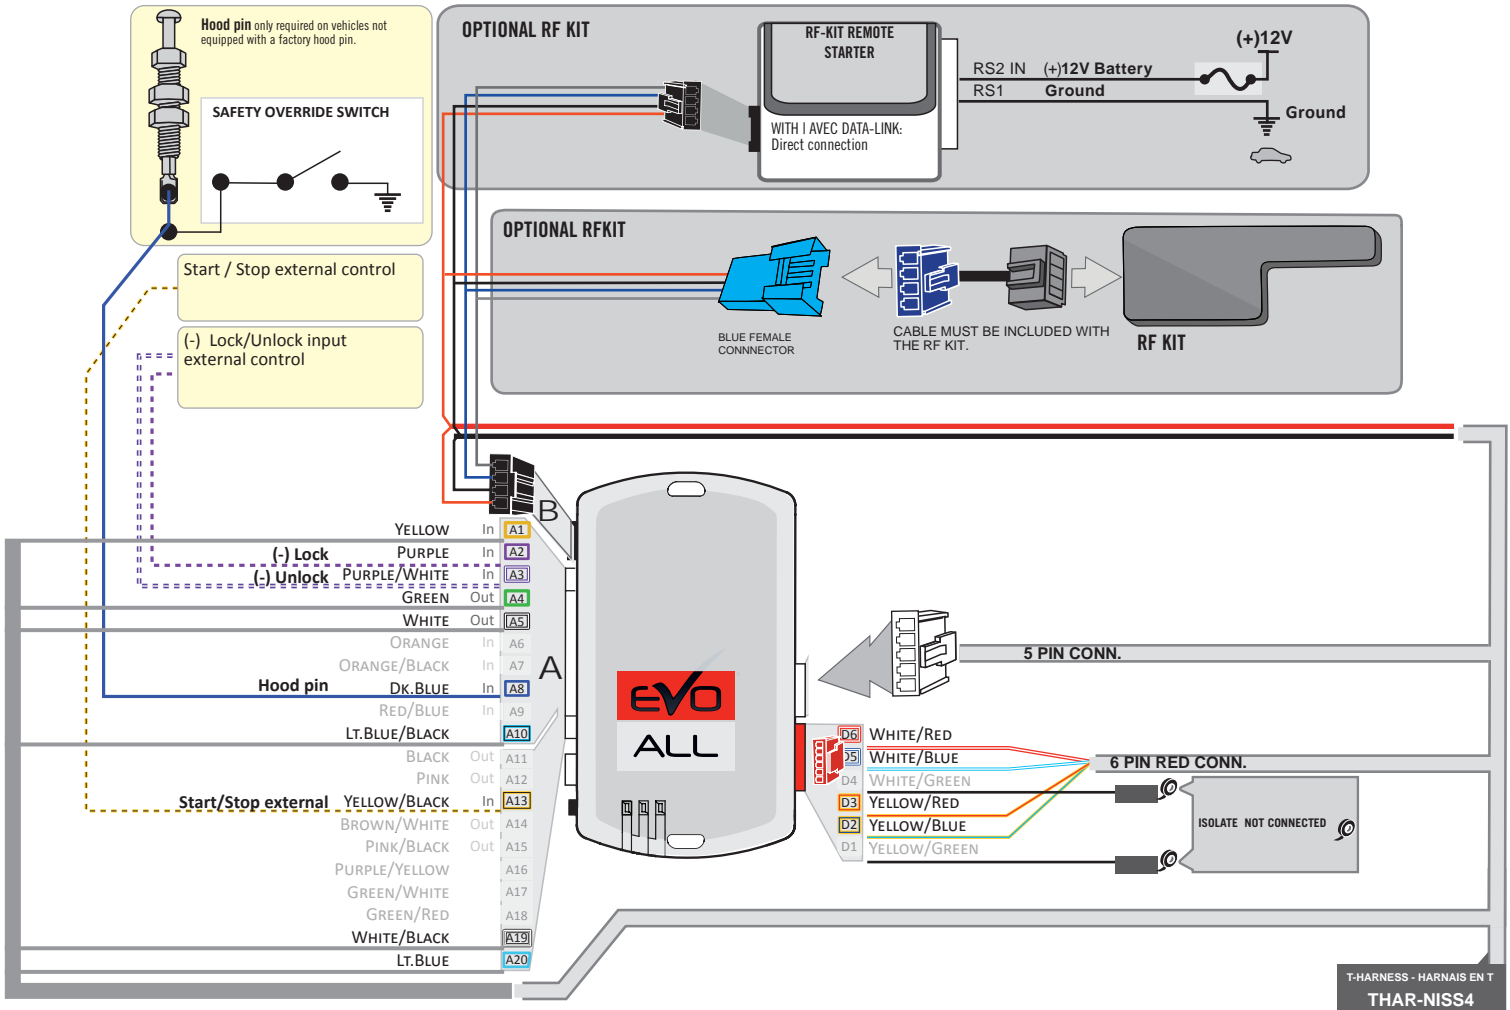 Hood pin only required on vehicles not
equipped with a factory hood pin.
SAFETY OVERRIDE SWITCH
OPTIONAL RF KIT
RF-KIT REMOTE
STARTER
WITH I AVEC DATA-LINK:
Direct connection
RS2 IN (+)12V Battery
RS1 Ground
(+)12V
Ground
OPTIONAL RFKIT
BLUE FEMALE
CONNNECTOR
CABLE MUST BE INCLUDED WITH
THE RF KIT.
RF KIT
Start / Stop external control
(-) Lock/Unlock input
external control
B
A
YELLOW In A1
(-) Lock PURPLE In A2
(-) Unlock PURPLE/WHITE In A3
GREEN Out A4
WHITE Out A5
ORANGE In A6
ORANGE/BLACK In A7
Hood pin DK.BLUE In A8
RED/BLUE In A9
LT.BLUE/BLACK A10
BLACK Out A11
PINK Out A12
Start/Stop external YELLOW/BLACK In A13
BROWN/WHITE Out A14
PINK/BLACK Out A15
PURPLE/YELLOW A16
GREEN/WHITE A17
GREEN/RED A18
WHITE/BLACK A19
LT.BLUE A20
EVO
ALL
5 PIN CONN.
D6 WHITE/RED
D5 WHITE/BLUE
D4 WHITE/GREEN
D3 YELLOW/RED
D2 YELLOW/BLUE
D1 YELLOW/GREEN
6 PIN RED CONN.
ISOLATE NOT CONNECTED
T-HARNESS - HARNAIS EN T
THAR-NISS4